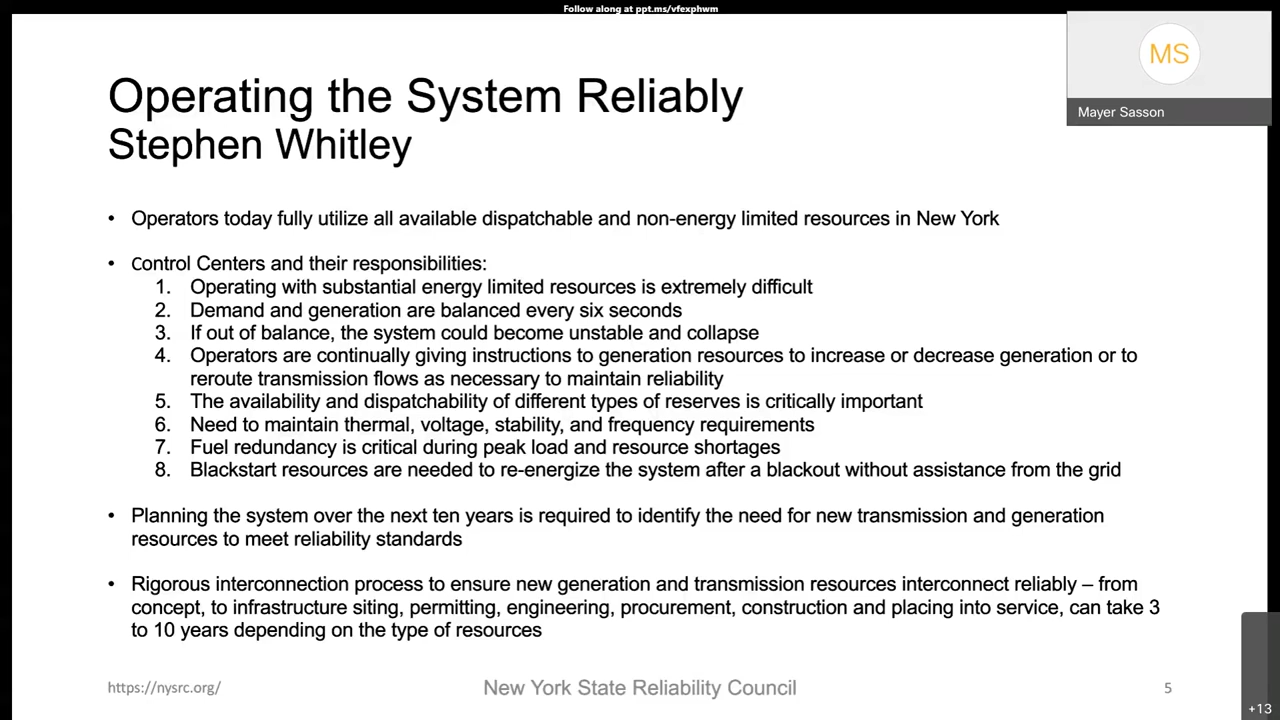 Follow along at ppt.ms/vfexphwm
MS
Mayer Sasson
Operating the System Reliably
Stephen Whitley
• Operators today fully utilize all available dispatchable and non-energy limited resources in New York
• Control Centers and their responsibilities:
1. Operating with substantial energy limited resources is extremely difficult
2. Demand and generation are balanced every six seconds
3. If out of balance, the system could become unstable and collapse
4. Operators are continually giving instructions to generation resources to increase or decrease generation or to
reroute transmission flows as necessary to maintain reliability
5. The availability and dispatchability of different types of reserves is critically important
6. Need to maintain thermal, voltage, stability, and frequency requirements
7. Fuel redundancy is critical during peak load and resource shortages
8. Blackstart resources are needed to re-energize the system after a blackout without assistance from the grid
• Planning the system over the next ten years is required to identify the need for new transmission and generation
resources to meet reliability standards
• Rigorous interconnection process to ensure new generation and transmission resources interconnect reliably – from
concept, to infrastructure siting, permitting, engineering, procurement, construction and placing into service, can take 3
to 10 years depending on the type of resources
https://nysrc.org/
New York State Reliability Council
5
+13